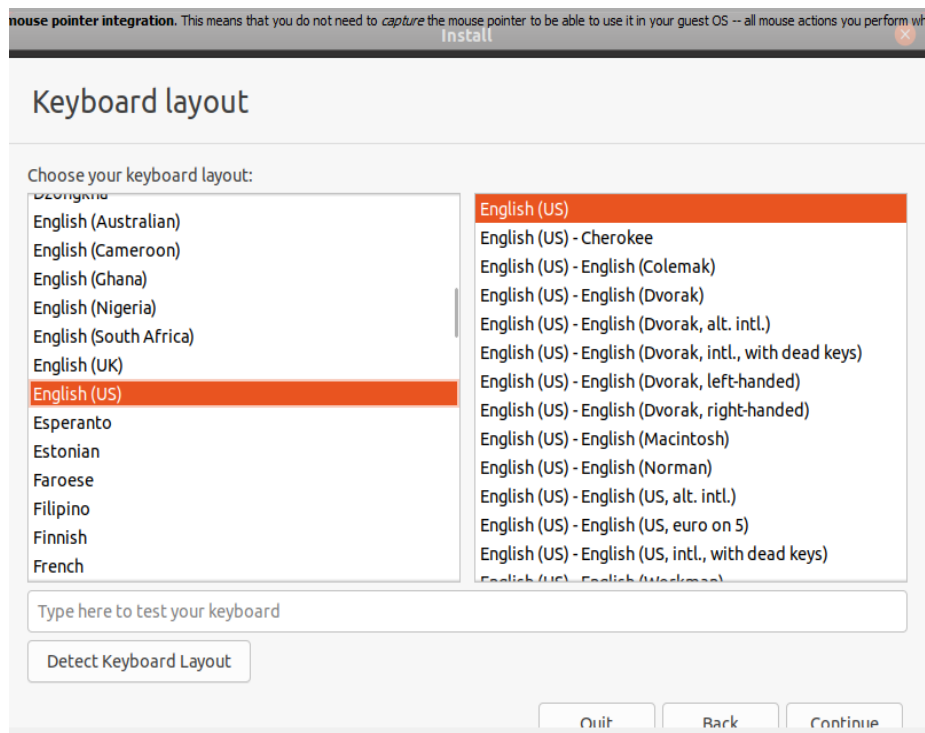 mouse pointer integration. This means that you do not need to capture the mouse pointer to be able to use it in your guest OS -- all mouse actions you perform wh
Install
Keyboard layout
Choose your keyboard layout:
Dzongkha
English (Australian)
English (Cameroon)
English (Ghana)
English (Nigeria)
English (South Africa)
English (UK)
English (US)
Esperanto
Estonian
Faroese
Filipino
Finnish
French
English (US)
English (US) - Cherokee
English (US) - English (Colemak)
English (US) - English (Dvorak)
English (US) - English (Dvorak, alt. intl.)
English (US) - English (Dvorak, intl., with dead keys)
English (US) - English (Dvorak, left-handed)
English (US) - English (Dvorak, right-handed)
English (US) - English (Macintosh)
English (US) - English (Norman)
English (US) - English (US, alt. intl.)
English (US) - English (US, euro on 5)
English (US) - English (US, intl., with dead keys)
English (US) - English (Workman)
Type here to test your keyboard
Detect Keyboard Layout
Quit
Back
Continue